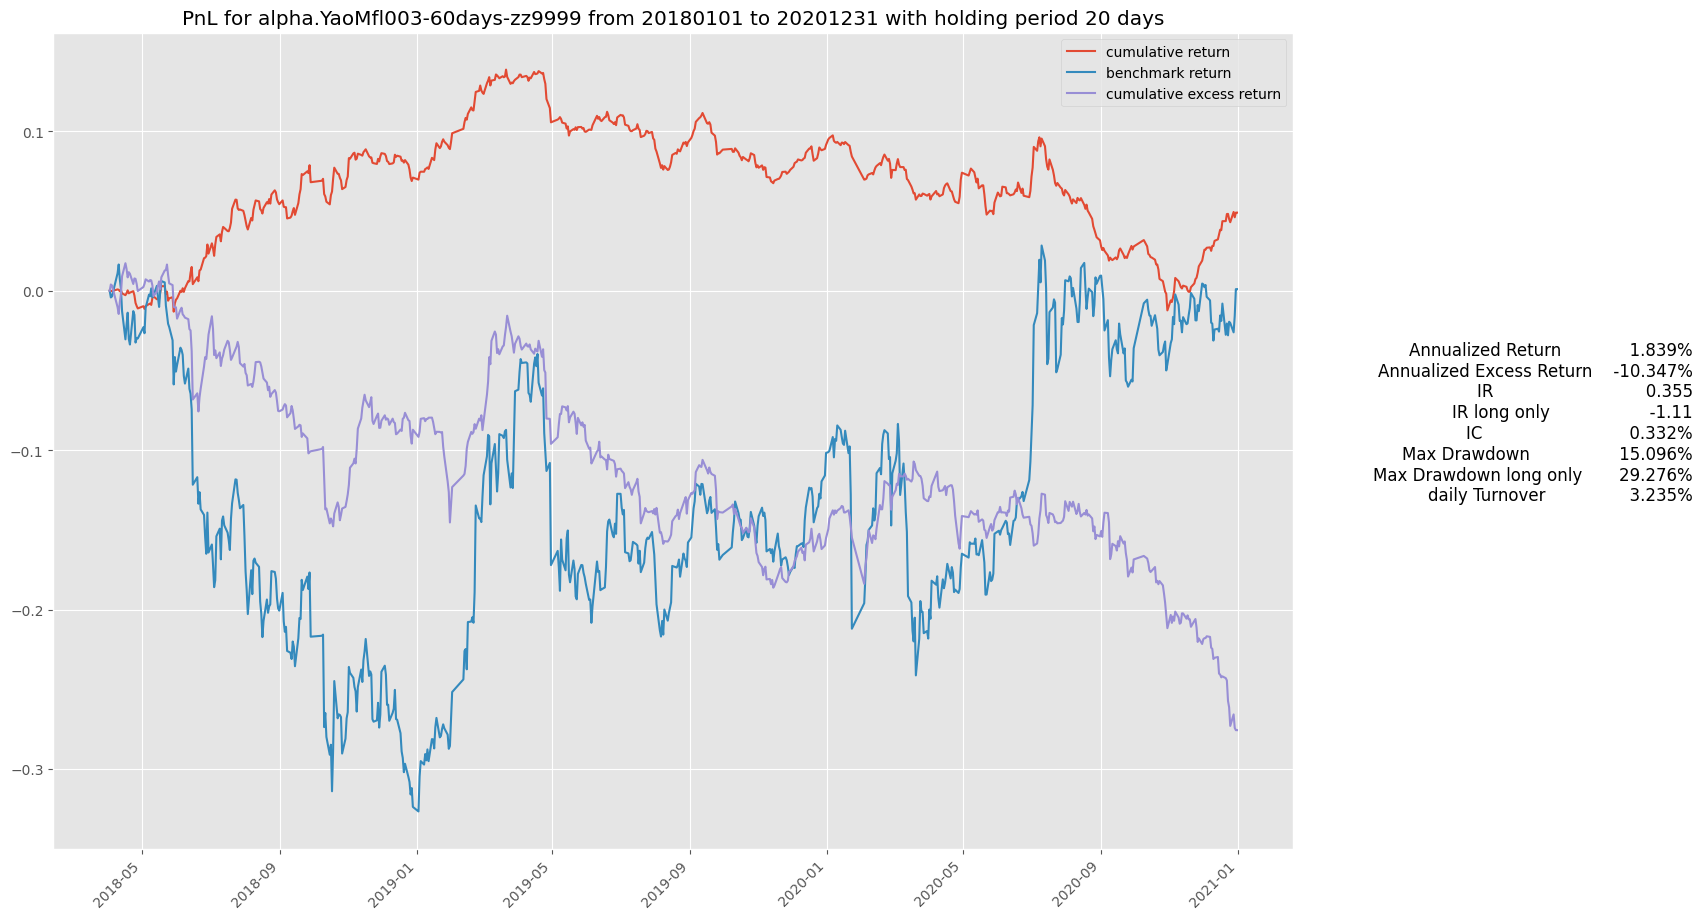 PnL for alpha.YaoMfl003-60days-zz9999 from 20180101 to 20201231 with holding period 20 days
cumulative return
benchmark return
cumulative excess return
0.1
0.0
−0.1
−0.2
−0.3
2018-05
2018-09
2019-01
2019-05
2019-09
2020-01
2020-05
2020-09
2021-01
Annualized Return 1.839%
Annualized Excess Return -10.347%
IR 0.355
IR long only -1.11
IC 0.332%
Max Drawdown 15.096%
Max Drawdown long only 29.276%
daily Turnover 3.235%